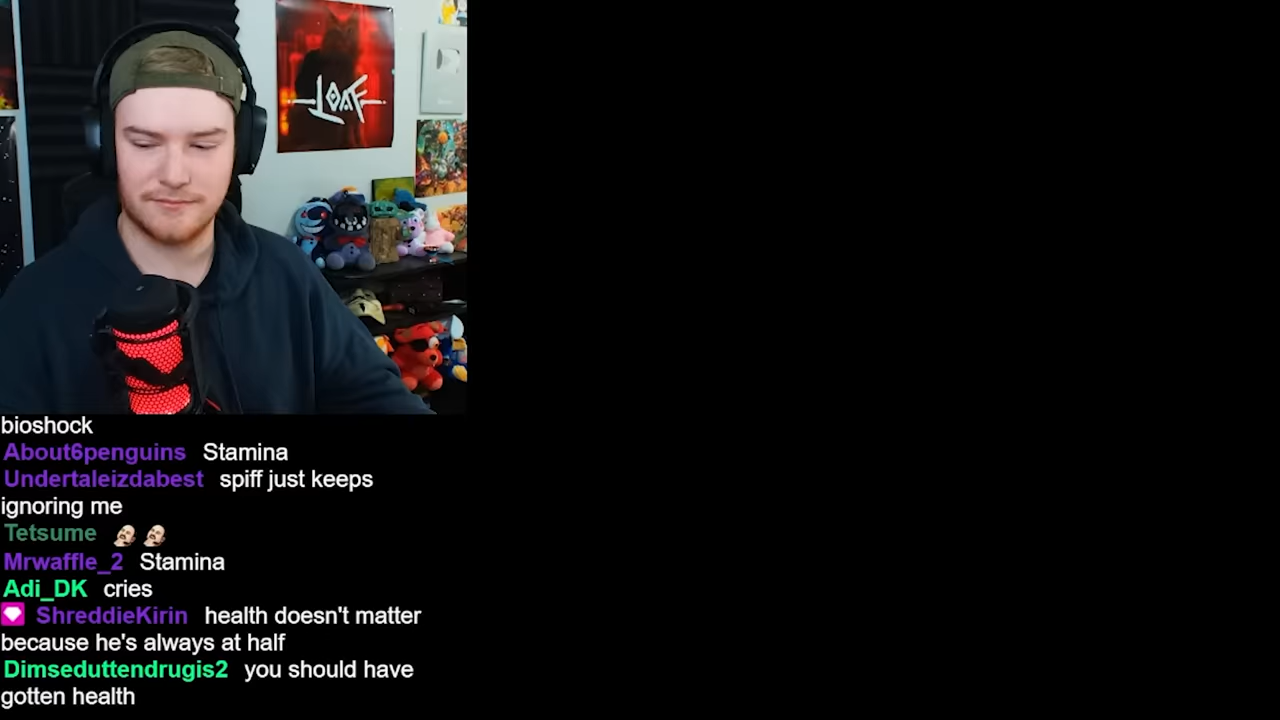 LOAF
bioshock
About6penguins Stamina
Undertaleizdabest spiff just keeps
ignoring me
Tetsume
Mrwaffle_2 Stamina
Adi_DK cries
ShreddieKirin health doesn't matter
because he's always at half
Dimseduttendrugis2 you should have
gotten health